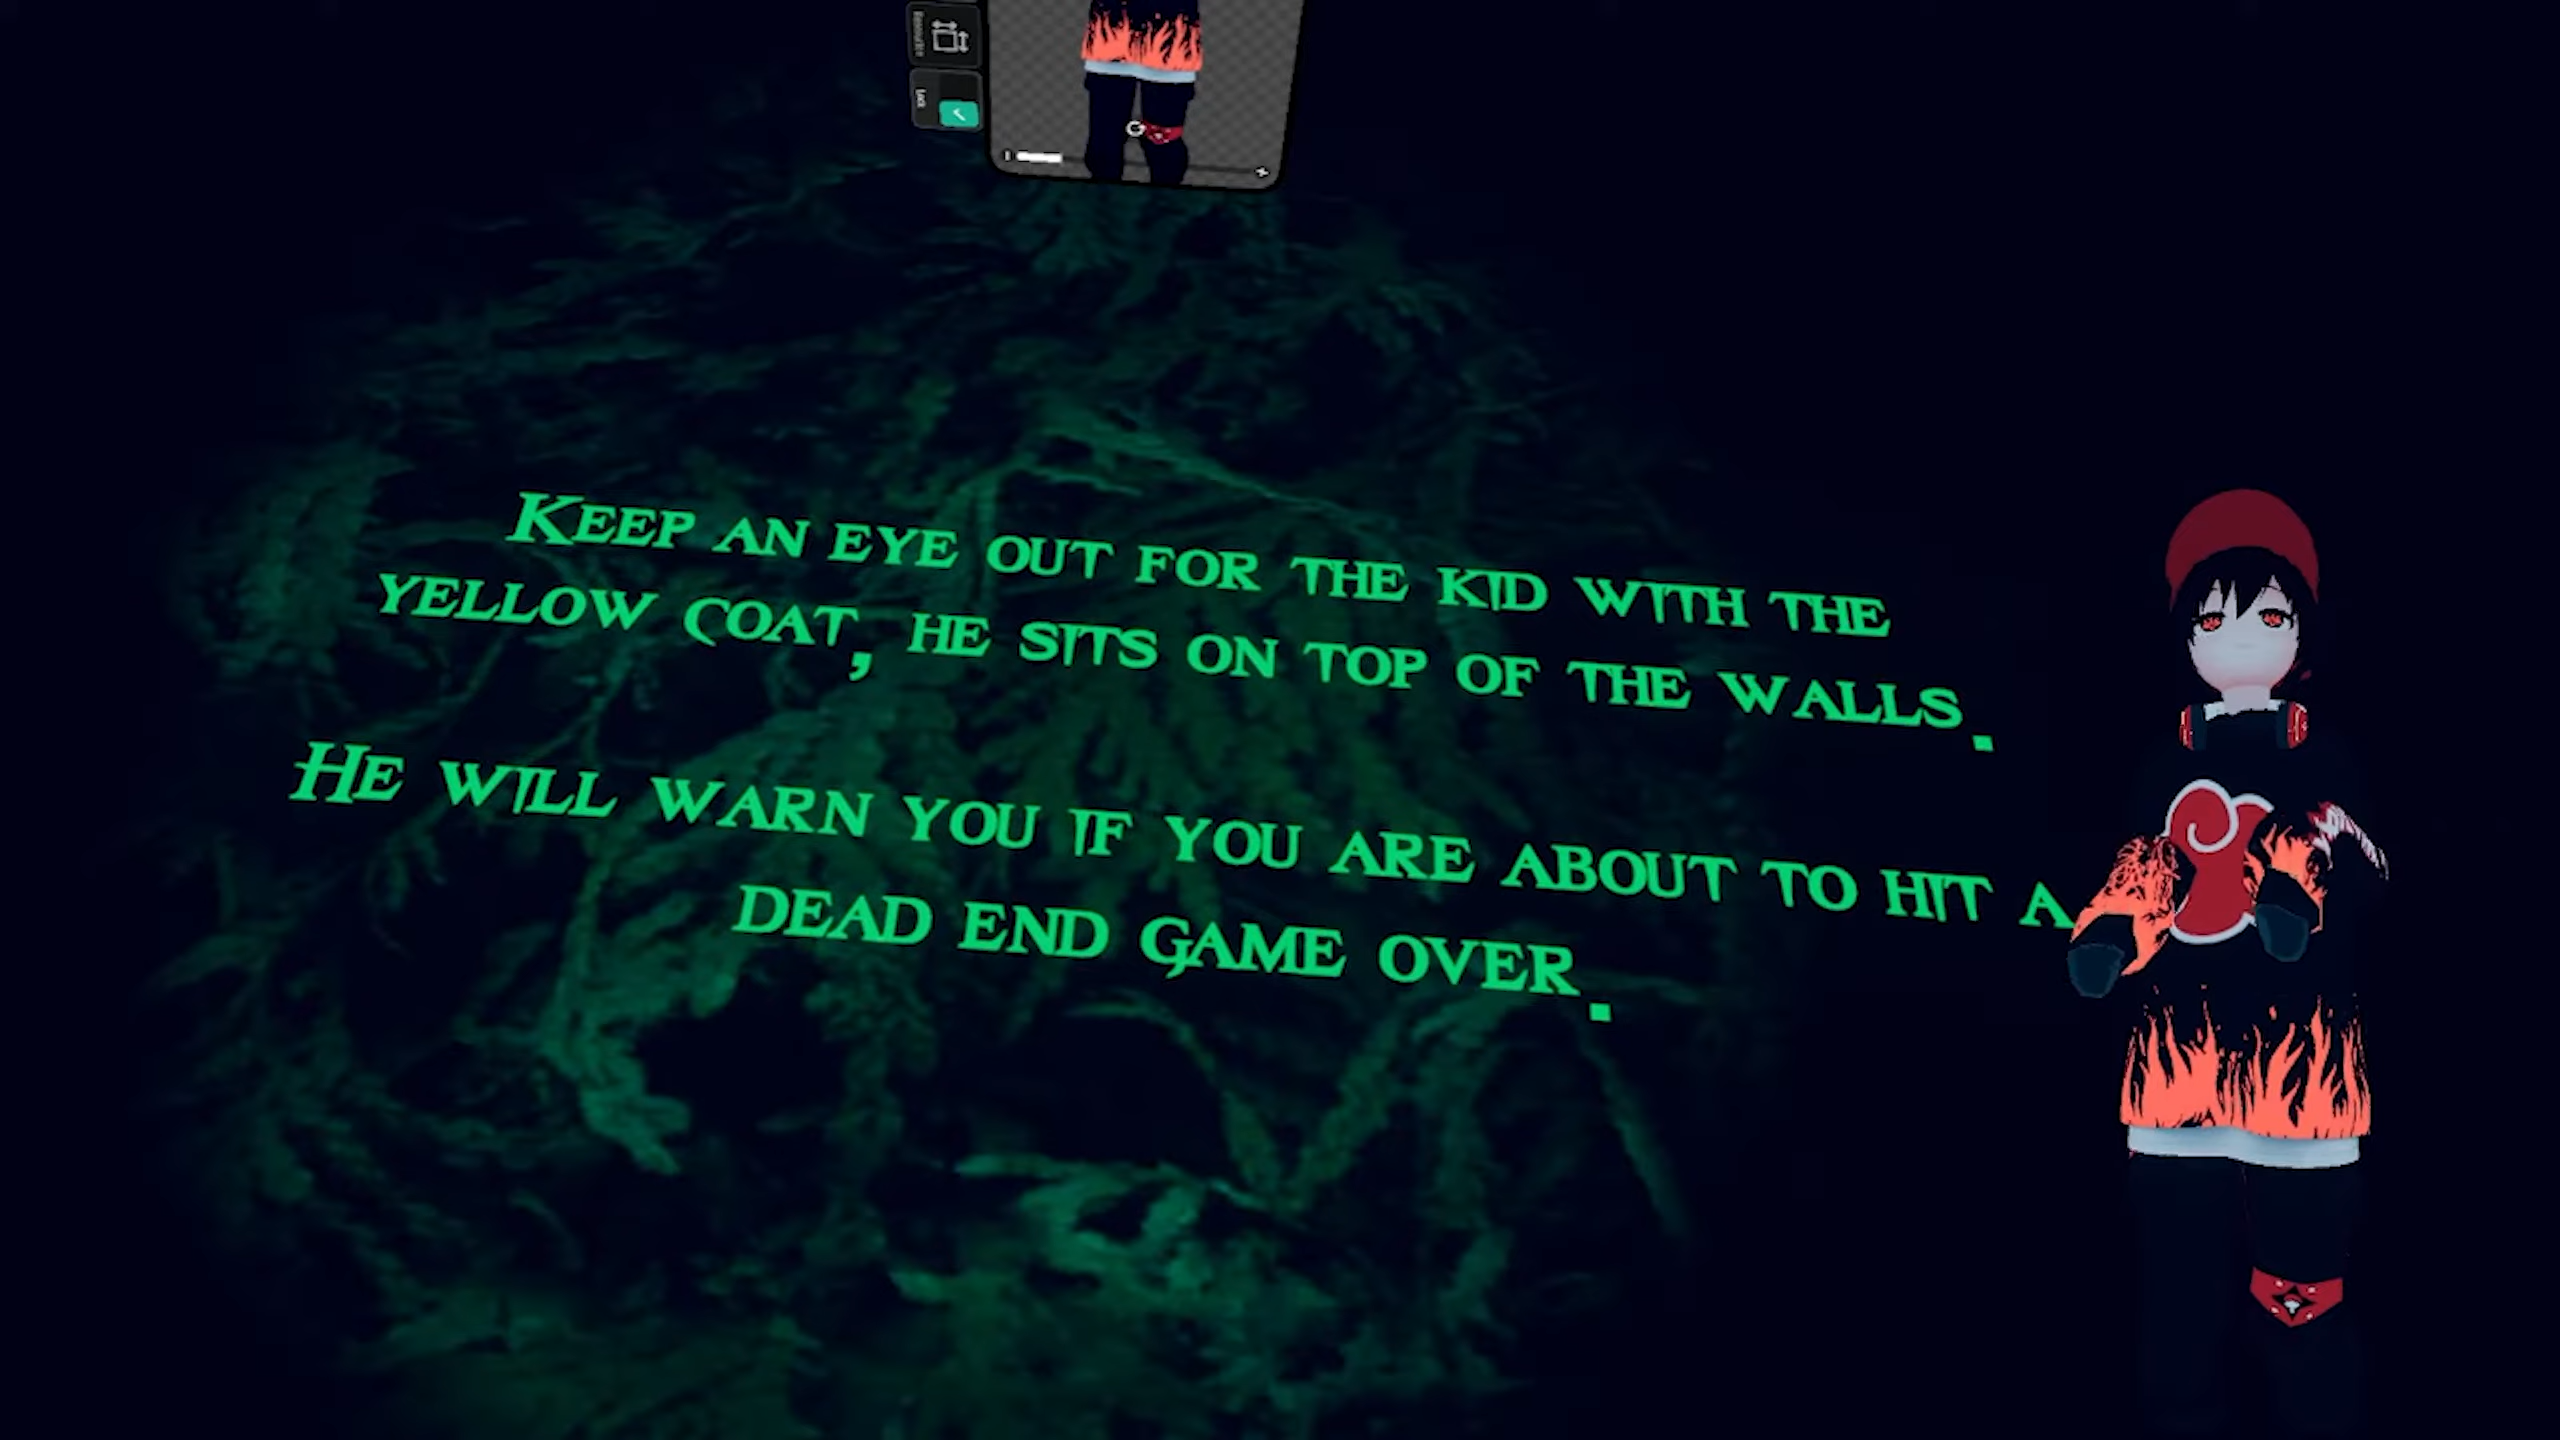 Lock
Keep an eye out for the kid with the
yellow coat, he sits on top of the walls.
He will warn you if you are about to hit a
dead end game over.